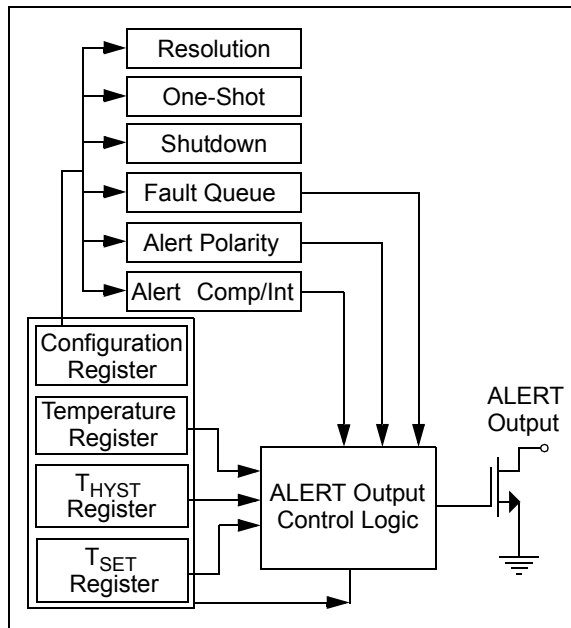 Resolution
One-Shot
Shutdown
Fault Queue
Alert Polarity
Alert Comp/Int
Configuration
Register
Temperature
Register
THYST
Register
TSET
Register
ALERT Output
Control Logic
ALERT
Output